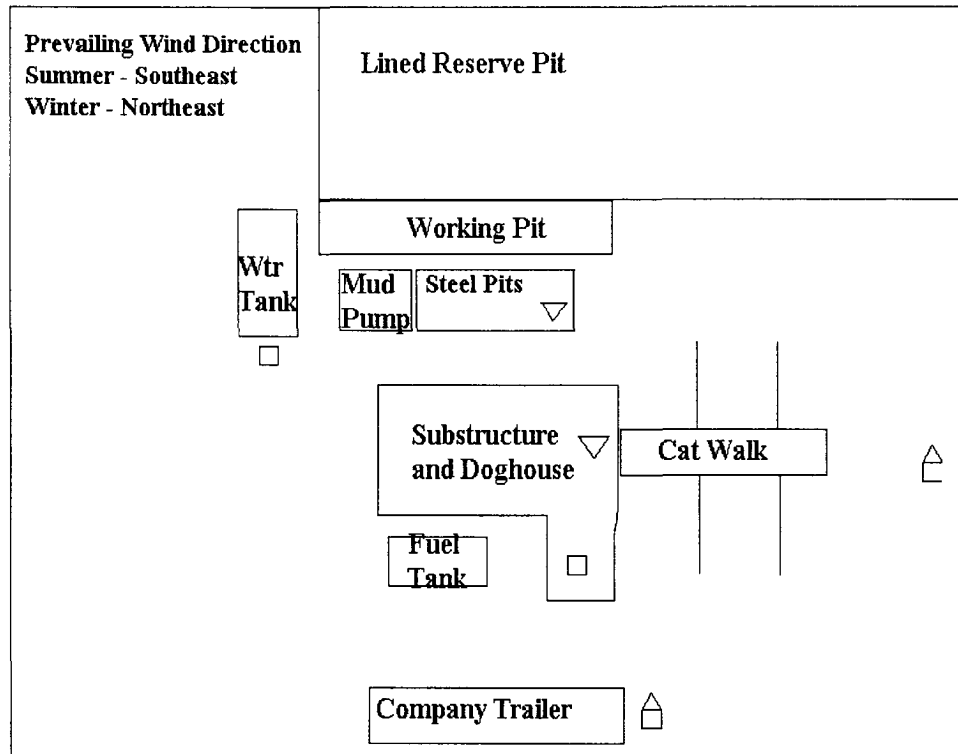 Prevailing Wind Direction
Summer - Southeast
Winter - Northeast
Lined Reserve Pit
Working Pit
Wtr
Tank
Mud
Pump
Steel Pits
Substructure
and Doghouse
Cat Walk
Fuel
Tank
Company Trailer